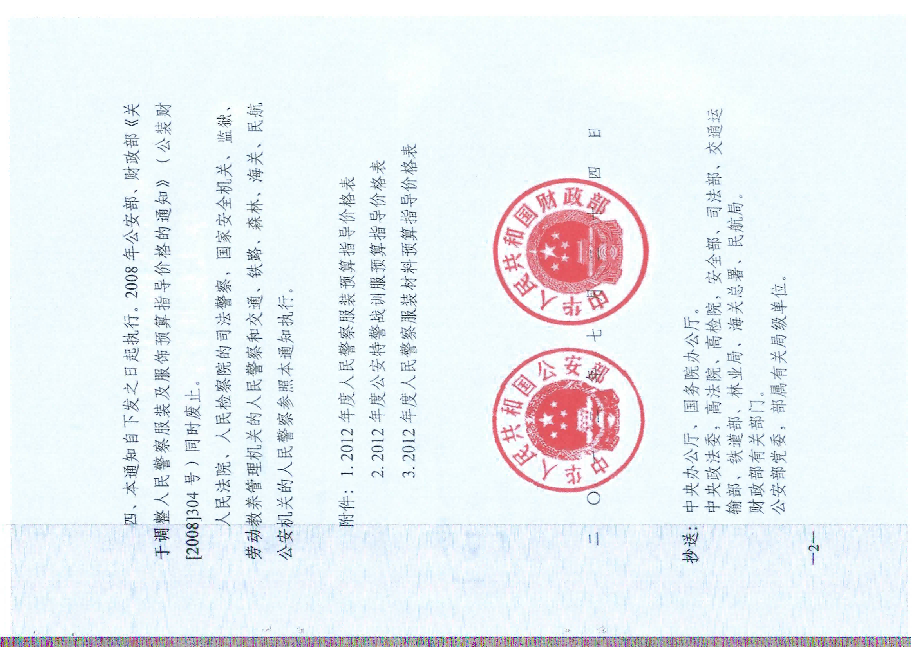 四、本通知自下发之日起执行。2008年公安部、财政部《关
于调整人民警察服装及服饰预算指导价格的通知》（公装财
[2008]304号）同时废止。
人民法院、人民检察院的司法警察，国家安全机关、监狱、
劳动教养管理机关的人民警察和交通、铁路、森林、海关、民航
公安机关的人民警察参照本通知执行。
附件：1. 2012年度人民警察服装预算指导价格表
2. 2012年度公安特警战训服预算指导价格表
3. 2012年度人民警察服装材料预算指导价格表
中华人民共和国公安部
中华人民共和国财政部
二〇 七 四日
抄送：中央办公厅、国务院办公厅。
中央政法委，高法院、高检院，安全部、司法部、交通运
输部、铁道部、林业局、海关总署、民航局。
财政部有关部门。
公安部党委，部属有关局级单位。
—2—